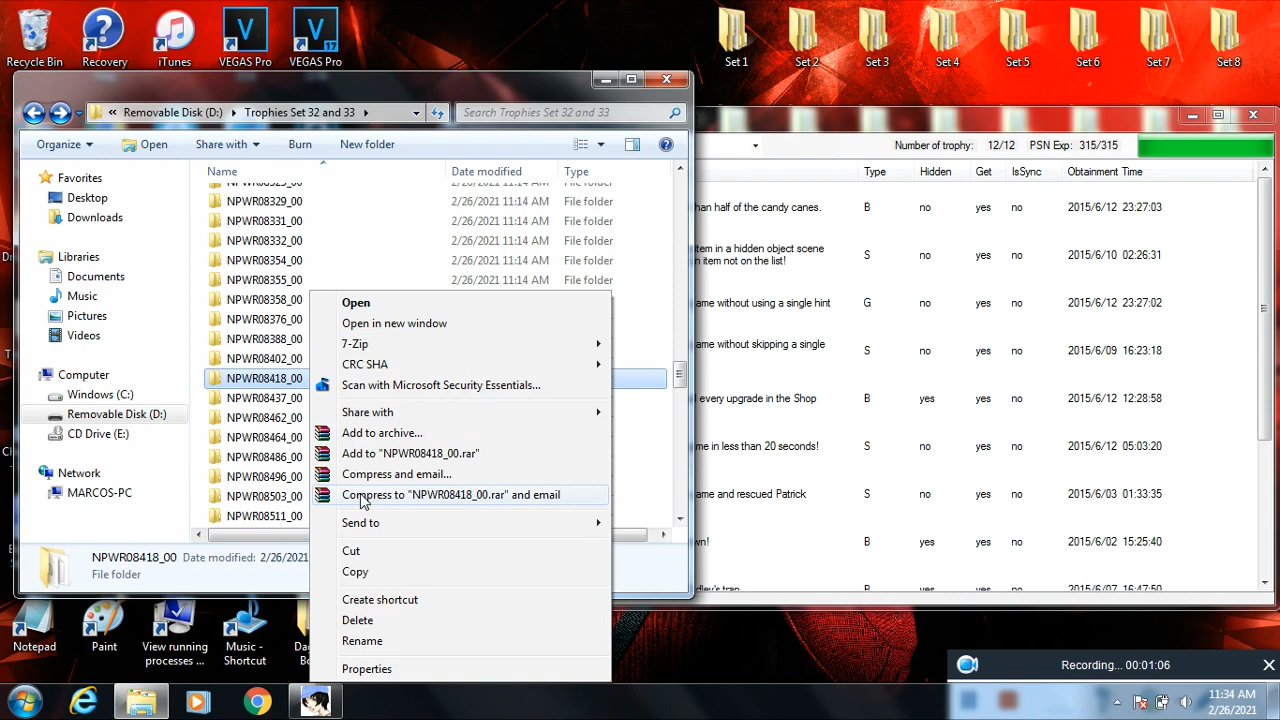 Recycle Bin
Recovery
iTunes
VEGAS Pro
VEGAS Pro
Set 1
Set 2
Set 3
Set 4
Set 5
Set 6
Set 7
Set 8
« Removable Disk (D:) Trophies Set 32 and 33
Search Trophies Set 32 and 33
Organize
Open
Share with
Burn
New folder
Favorites
Desktop
Downloads
Libraries
Documents
Music
Pictures
Videos
Computer
Windows (C:)
Removable Disk (D:)
CD Drive (E:)
Network
MARCOS-PC
Name Date modified Type
NPWR08329_00 2/26/2021 11:14 AM File folder
NPWR08331_00 2/26/2021 11:14 AM File folder
NPWR08332_00 2/26/2021 11:14 AM File folder
NPWR08354_00 2/26/2021 11:14 AM File folder
NPWR08355_00 2/26/2021 11:14 AM File folder
NPWR08358_00
NPWR08376_00
NPWR08388_00
NPWR08402_00
NPWR08418_00
NPWR08437_00
NPWR08462_00
NPWR08464_00
NPWR08486_00
NPWR08496_00
NPWR08503_00
NPWR08511_00
NPWR08418_00 Date modified: 2/26/2021
File folder
Open
Open in new window
7-Zip
CRC SHA
Scan with Microsoft Security Essentials...
Share with
Add to archive...
Add to "NPWR08418_00.rar"
Compress and email...
Compress to "NPWR08418_00.rar" and email
Send to
Cut
Copy
Create shortcut
Delete
Rename
Properties
Number of trophy: 12/12 PSN Exp: 315/315
Type Hidden Get IsSync Obtainment Time
han half of the candy canes. B no yes no 2015/6/12 23:27:03
tem in a hidden object scene
n item not on the list! S no yes no 2015/6/10 02:26:31
ame without using a single hint G no yes no 2015/6/12 23:27:02
ame without skipping a single S no yes no 2015/6/09 16:23:18
every upgrade in the Shop B yes yes no 2015/6/04 12:28:58
me in less than 20 seconds! S no yes no 2015/6/12 05:03:20
ame and rescued Patrick S no yes no 2015/6/03 01:33:35
wn! B yes yes no 2015/6/02 15:25:40
dley's trap. B yes yes no 2015/6/02 16:47:50
Notepad
Paint
View running processes ...
Music - Shortcut
Recording... 00:01:06
11:34 AM
2/26/2021